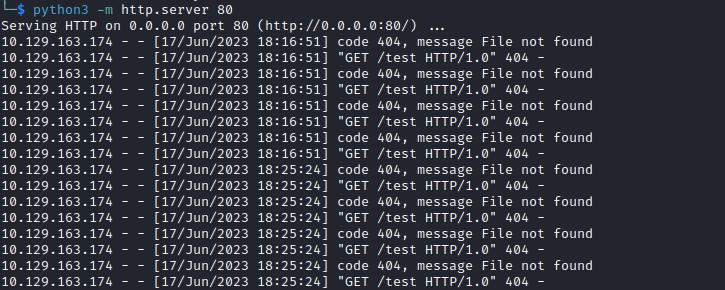 └─$ python3 -m http.server 80
Serving HTTP on 0.0.0.0 port 80 (http://0.0.0.0:80/) ...
10.129.163.174 - - [17/Jun/2023 18:16:51] code 404, message File not found
10.129.163.174 - - [17/Jun/2023 18:16:51] "GET /test HTTP/1.0" 404 -
10.129.163.174 - - [17/Jun/2023 18:16:51] code 404, message File not found
10.129.163.174 - - [17/Jun/2023 18:16:51] "GET /test HTTP/1.0" 404 -
10.129.163.174 - - [17/Jun/2023 18:16:51] code 404, message File not found
10.129.163.174 - - [17/Jun/2023 18:16:51] "GET /test HTTP/1.0" 404 -
10.129.163.174 - - [17/Jun/2023 18:16:51] code 404, message File not found
10.129.163.174 - - [17/Jun/2023 18:16:51] "GET /test HTTP/1.0" 404 -
10.129.163.174 - - [17/Jun/2023 18:25:24] code 404, message File not found
10.129.163.174 - - [17/Jun/2023 18:25:24] "GET /test HTTP/1.0" 404 -
10.129.163.174 - - [17/Jun/2023 18:25:24] code 404, message File not found
10.129.163.174 - - [17/Jun/2023 18:25:24] "GET /test HTTP/1.0" 404 -
10.129.163.174 - - [17/Jun/2023 18:25:24] code 404, message File not found
10.129.163.174 - - [17/Jun/2023 18:25:24] "GET /test HTTP/1.0" 404 -
10.129.163.174 - - [17/Jun/2023 18:25:24] code 404, message File not found
10.129.163.174 - - [17/Jun/2023 18:25:24] "GET /test HTTP/1.0" 404 -